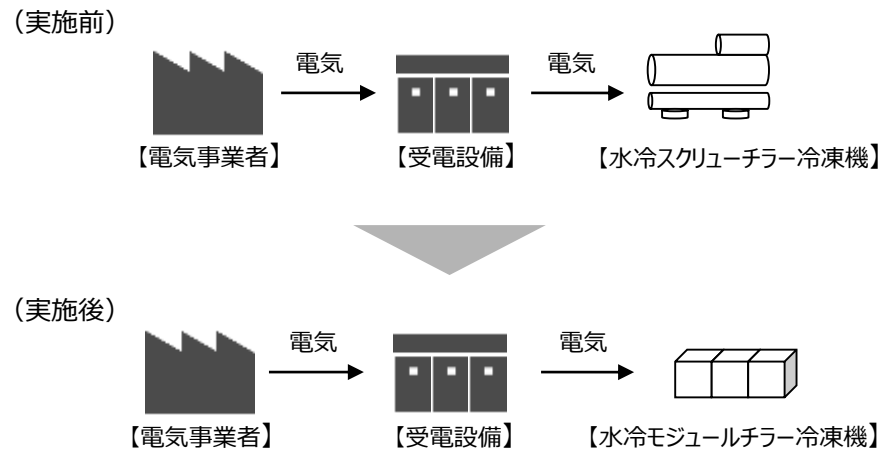 （実施前）
電気
電気
【電気事業者】
【受電設備】
【水冷スクリューチラー冷凍機】
（実施後）
電気
電気
【電気事業者】
【受電設備】
【水冷モジュールチラー冷凍機】